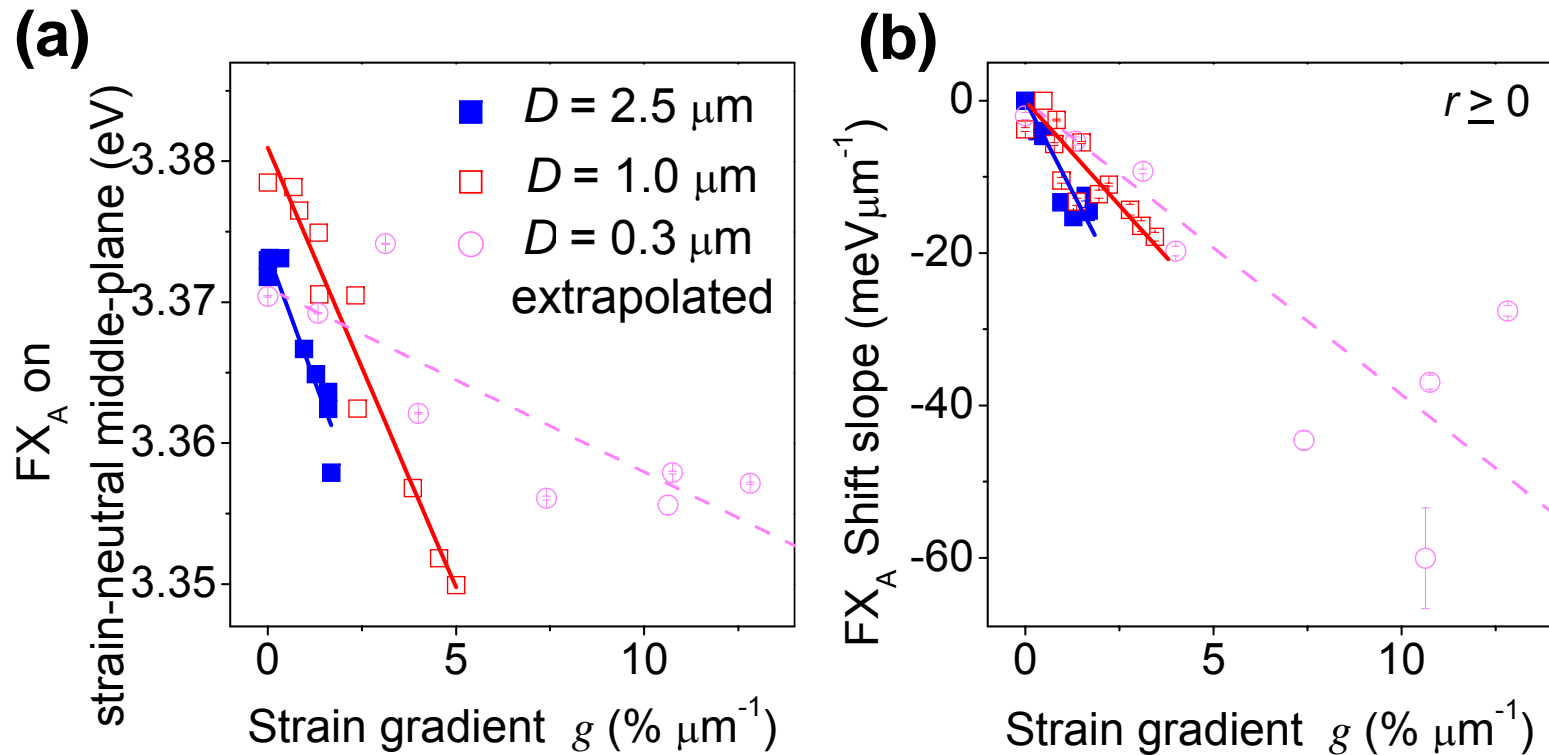 (a)
FX_A on
strain-neutral middle-plane (eV)
3.38
3.37
3.36
3.35
D = 2.5 μm
D = 1.0 μm
D = 0.3 μm
extrapolated
0
5
10
Strain gradient g (% μm⁻¹)
(b)
FX_A Shift slope (meVμm⁻¹)
r ≥ 0
0
-20
-40
-60
0
5
10
Strain gradient g (% μm⁻¹)